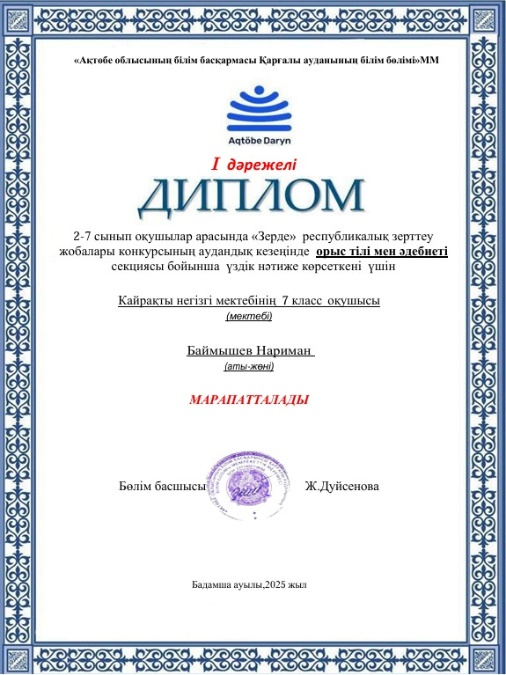 «Ақтөбе облысының білім басқармасы Қарғалы ауданының білім бөлімі»ММ
Aqtöbe Daryn
I дәрежелі
ДИПЛОМ
2-7 сынып оқушылар арасында «Зерде» республикалық зерттеу
жобалары конкурсының аудандық кезеңінде орыс тілі мен әдебиеті
секциясы бойынша үздік нәтиже көрсеткені үшін
Қайрақты негізгі мектебінің 7 класс оқушысы
(мектебі)
Баймышев Нариман
(аты-жөні)
МАРАПАТТАЛАДЫ
Бөлім басшысы Ж.Дуйсенова
Бадамша ауылы,2025 жыл